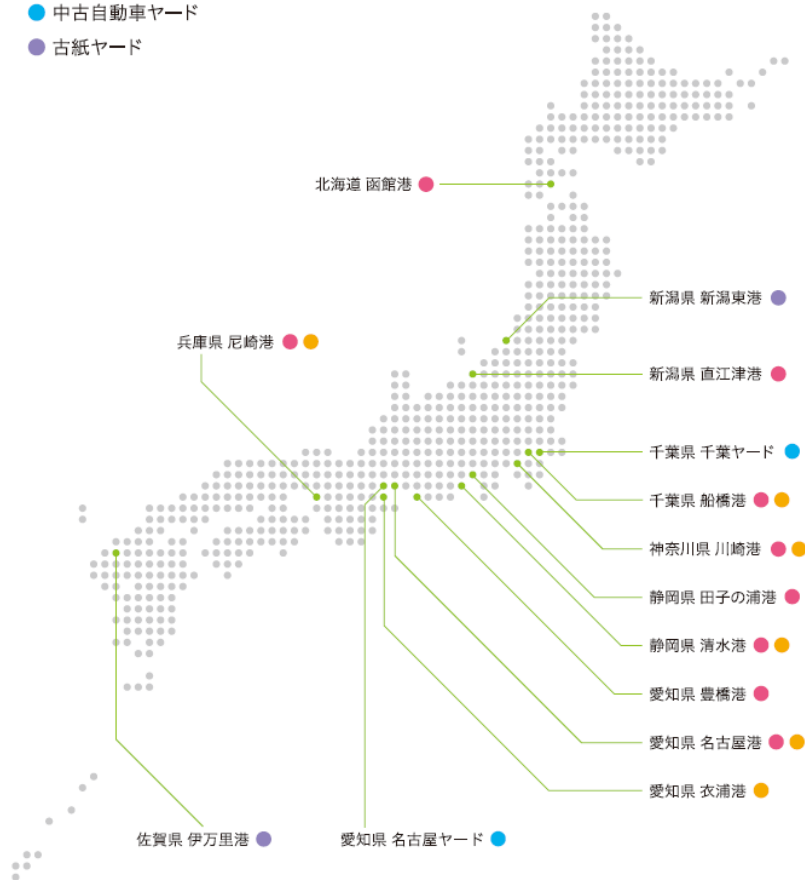 中古自動車ヤード
古紙ヤード
北海道 函館港
新潟県 新潟東港
兵庫県 尼崎港
新潟県 直江津港
千葉県 千葉ヤード
千葉県 船橋港
神奈川県 川崎港
静岡県 田子の浦港
静岡県 清水港
愛知県 豊橋港
愛知県 名古屋港
愛知県 衣浦港
佐賀県 伊万里港
愛知県 名古屋ヤード